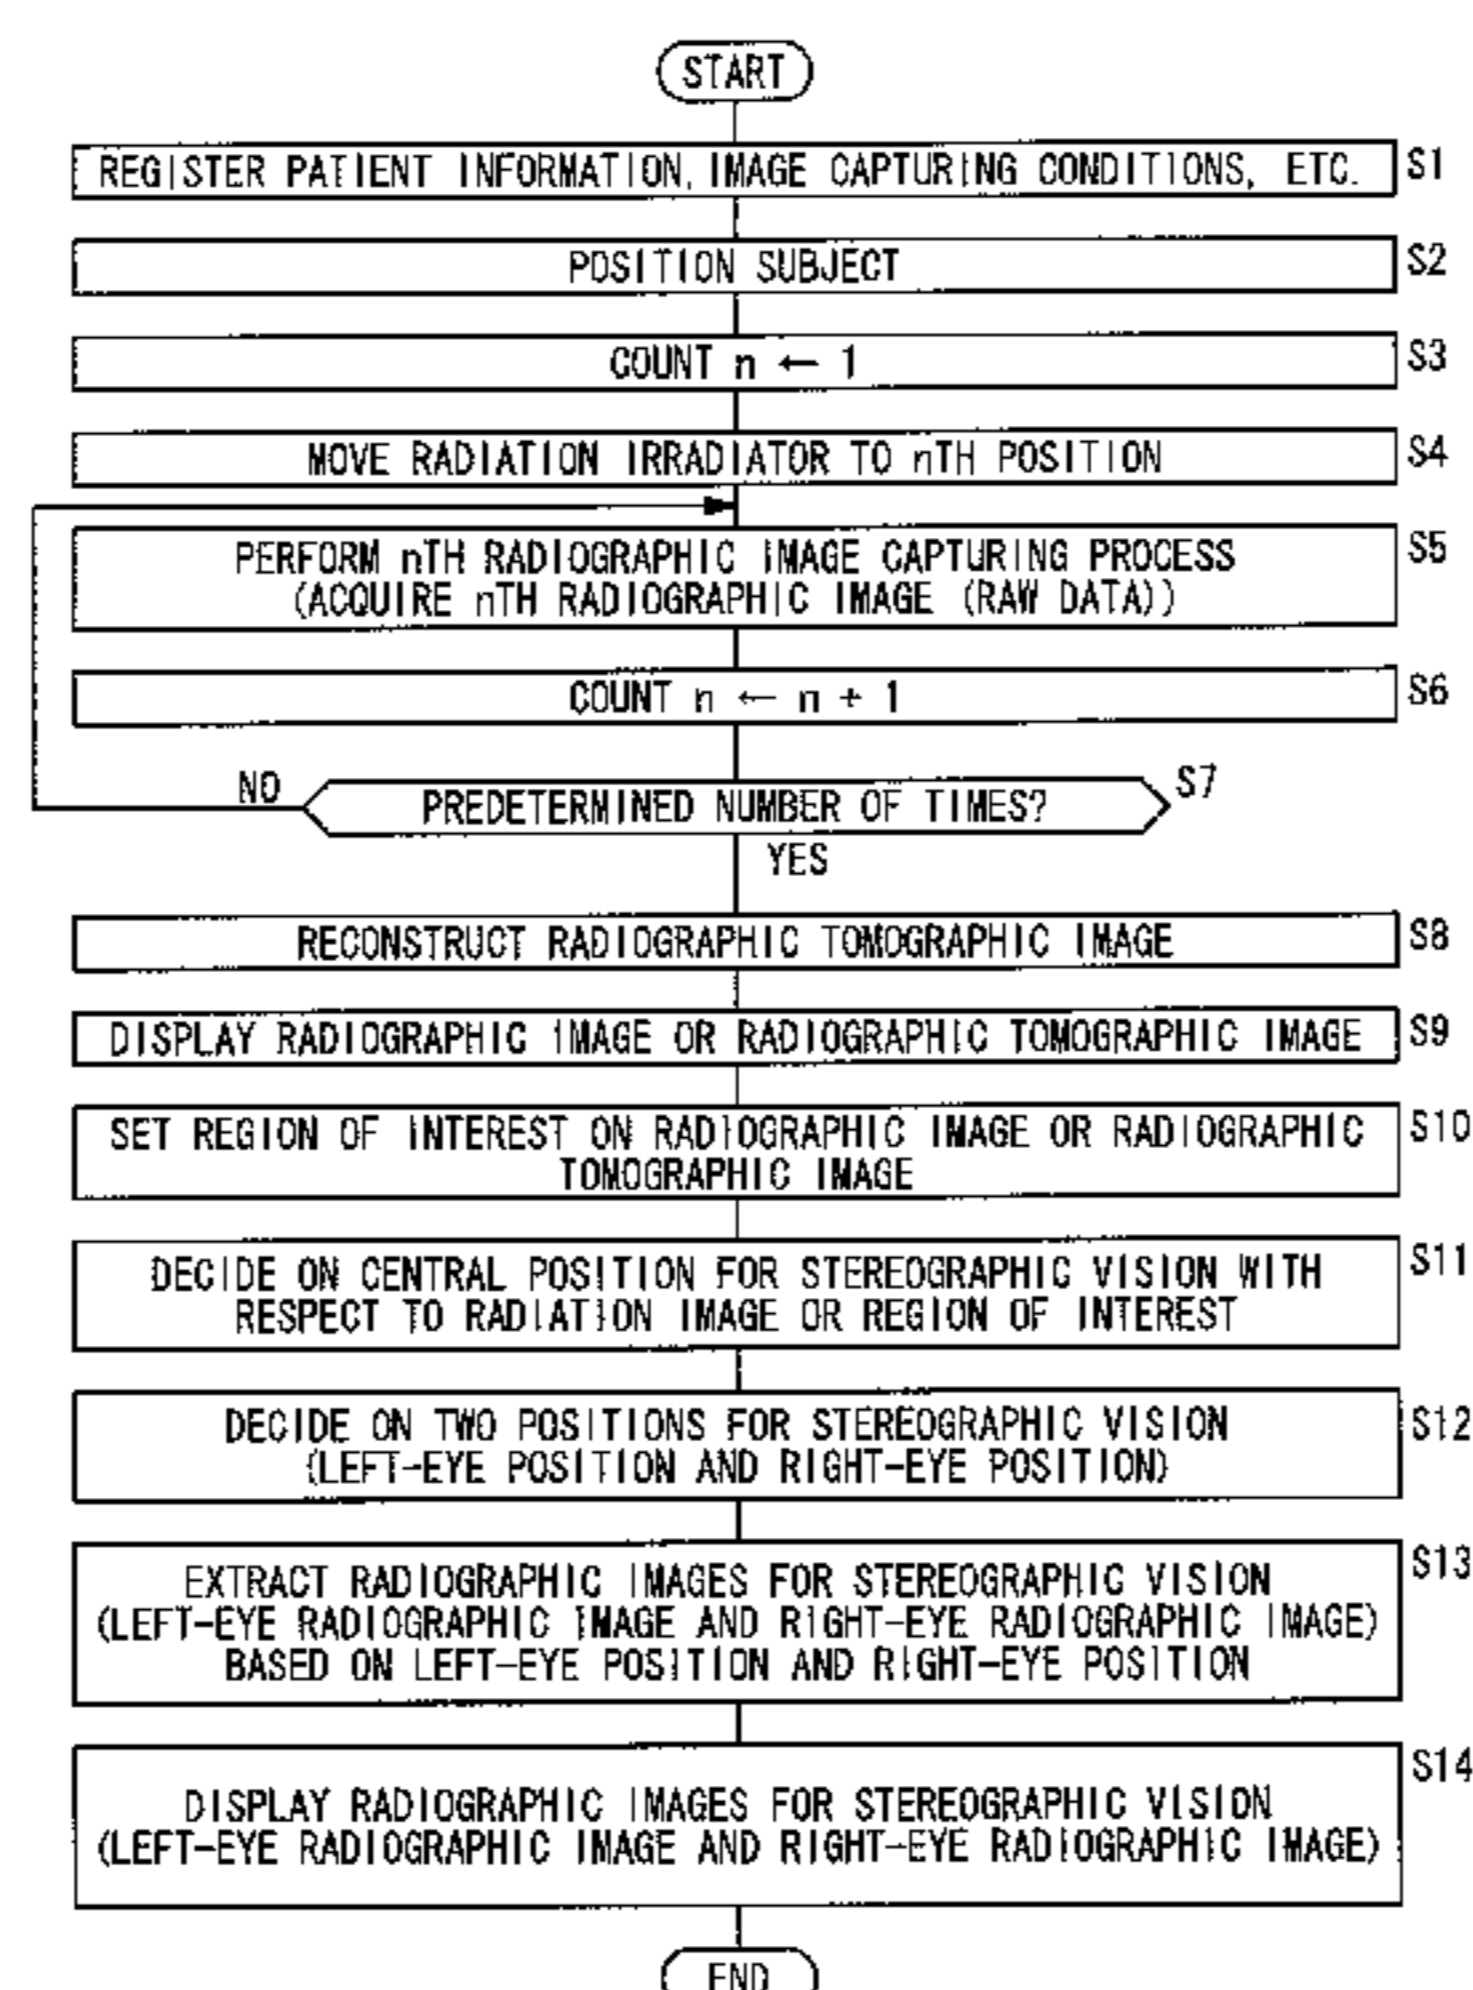 START
REGISTER PATIENT INFORMATION, IMAGE CAPTURING CONDITIONS, ETC.
S1
POSITION SUBJECT
S2
COUNT n ← 1
S3
MOVE RADIATION IRRADIATOR TO nTH POSITION
S4
PERFORM nTH RADIOGRAPHIC IMAGE CAPTURING PROCESS
(ACQUIRE nTH RADIOGRAPHIC IMAGE (RAW DATA))
S5
COUNT n ← n + 1
S6
NO
PREDETERMINED NUMBER OF TIMES?
S7
YES
RECONSTRUCT RADIOGRAPHIC TOMOGRAPHIC IMAGE
S8
DISPLAY RADIOGRAPHIC IMAGE OR RADIOGRAPHIC TOMOGRAPHIC IMAGE
S9
SET REGION OF INTEREST ON RADIOGRAPHIC IMAGE OR RADIOGRAPHIC
TOMOGRAPHIC IMAGE
S10
DECIDE ON CENTRAL POSITION FOR STEREOGRAPHIC VISION WITH
RESPECT TO RADIATION IMAGE OR REGION OF INTEREST
S11
DECIDE ON TWO POSITIONS FOR STEREOGRAPHIC VISION
(LEFT-EYE POSITION AND RIGHT-EYE POSITION)
S12
EXTRACT RADIOGRAPHIC IMAGES FOR STEREOGRAPHIC VISION
(LEFT-EYE RADIOGRAPHIC IMAGE AND RIGHT-EYE RADIOGRAPHIC IMAGE)
BASED ON LEFT-EYE POSITION AND RIGHT-EYE POSITION
S13
DISPLAY RADIOGRAPHIC IMAGES FOR STEREOGRAPHIC VISION
(LEFT-EYE RADIOGRAPHIC IMAGE AND RIGHT-EYE RADIOGRAPHIC IMAGE)
S14
END